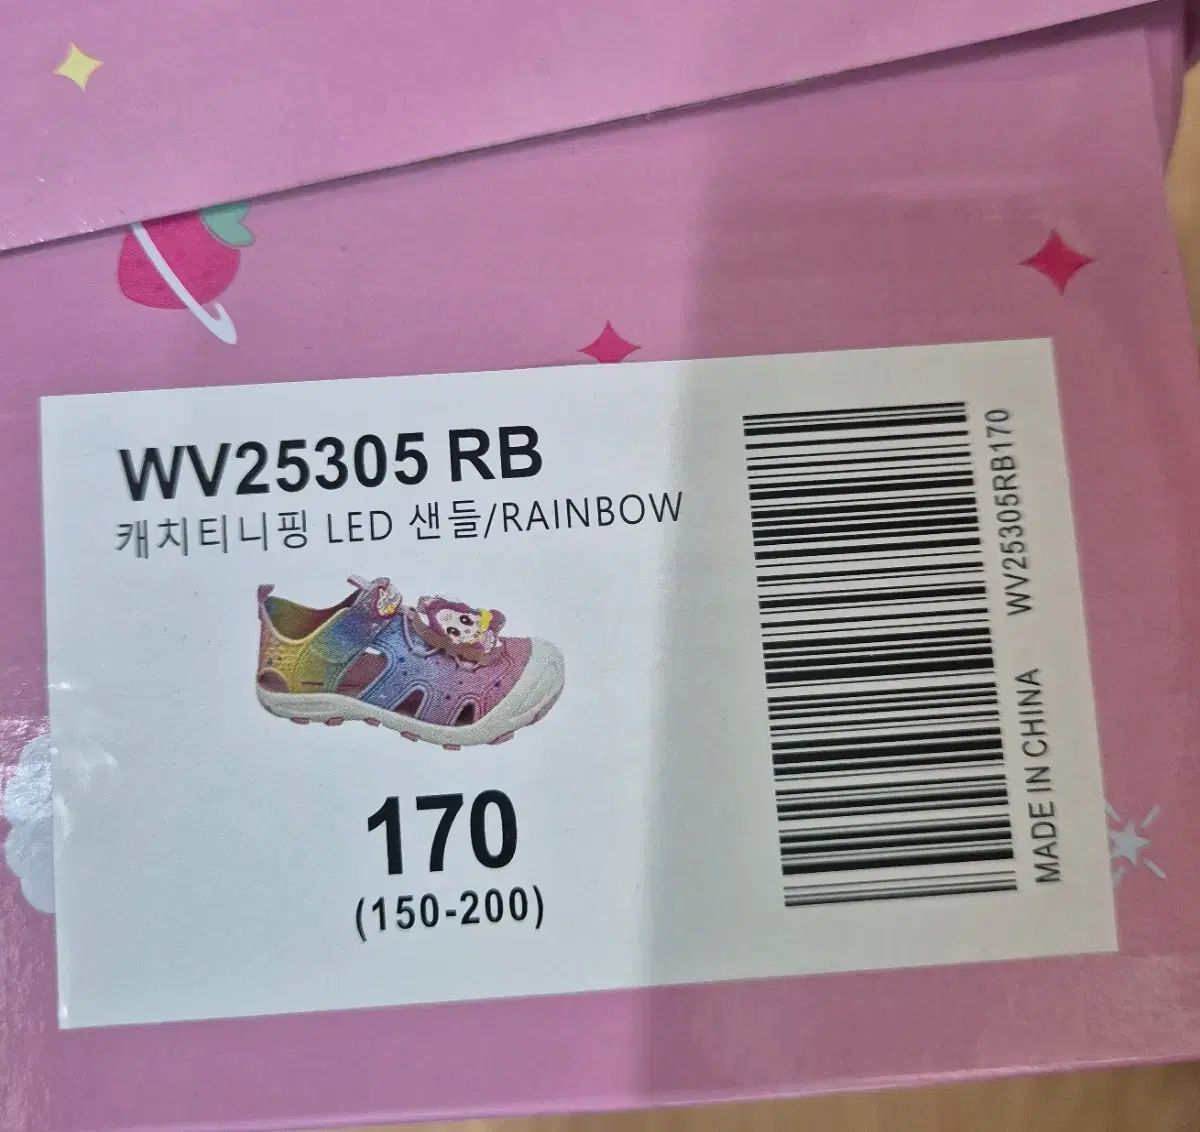 WV25305 RB
캐치티니핑 LED 샌들/RAINBOW
170
(150-200)
WV25305RB170
MADE IN CHINA